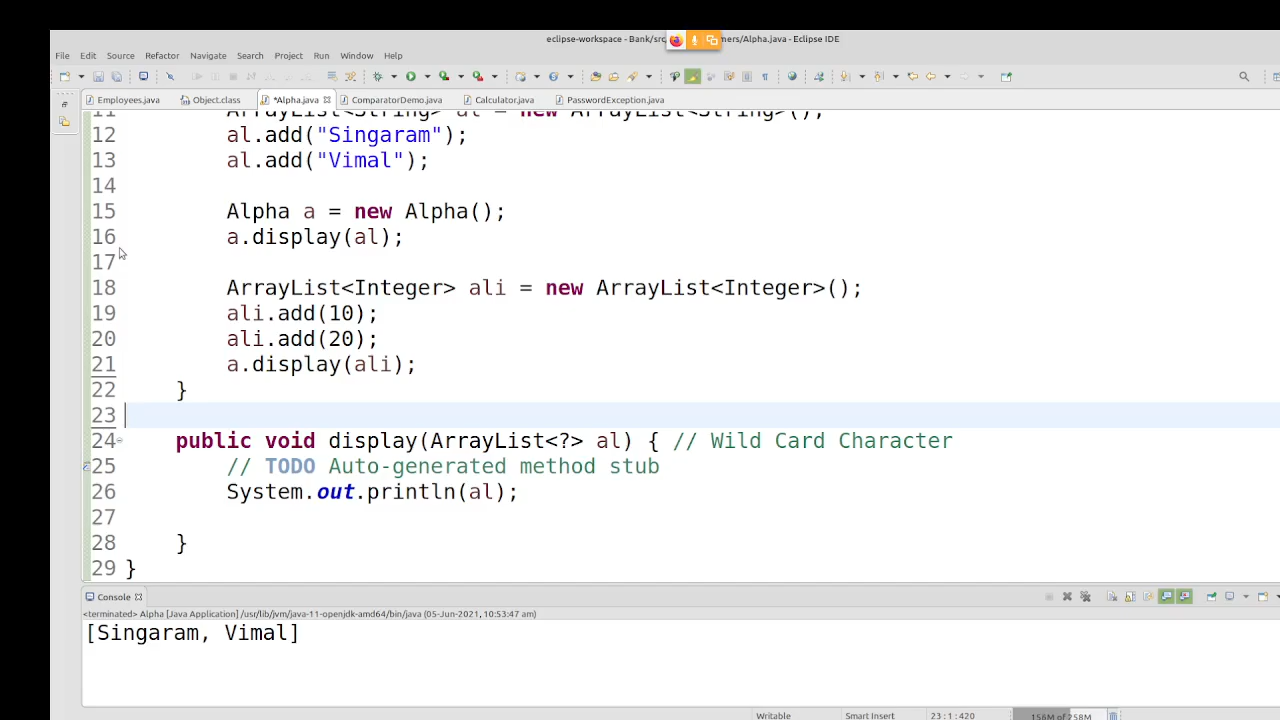 eclipse-workspace - Bank/src mers/Alpha.java - Eclipse IDE
File Edit Source Refactor Navigate Search Project Run Window Help
Employees.java Object.class *Alpha.java ComparatorDemo.java Calculator.java PasswordException.java
11 ArrayList<String> al = new ArrayList<String>();
12 al.add("Singaram");
13 al.add("Vimal");
14
15 Alpha a = new Alpha();
16 a.display(al);
17
18 ArrayList<Integer> ali = new ArrayList<Integer>();
19 ali.add(10);
20 ali.add(20);
21 a.display(ali);
22 }
23
24 public void display(ArrayList<?> al) { // Wild Card Character
25 // TODO Auto-generated method stub
26 System.out.println(al);
27
28 }
29 }
Console
<terminated> Alpha [Java Application] /usr/lib/jvm/java-11-openjdk-amd64/bin/java (05-Jun-2021, 10:53:47 am)
[Singaram, Vimal]
Writable Smart Insert 23 : 1 : 420 156M of 258M